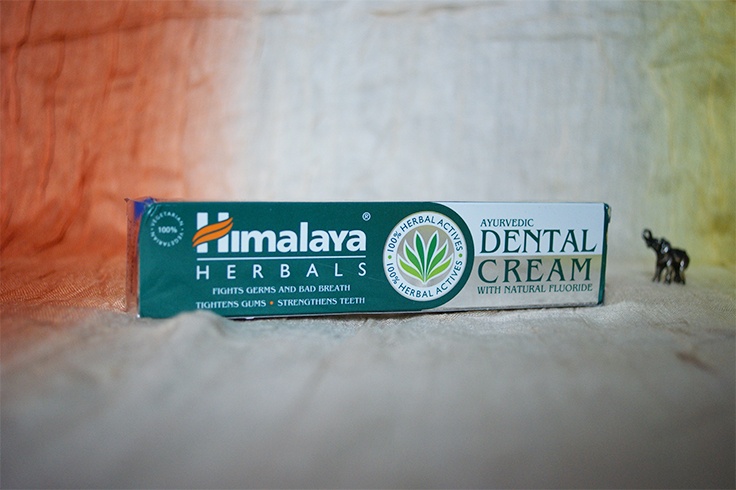 VEGETARIAN • VEGETARIAN •
100%
Himalaya®
HERBALS
FIGHTS GERMS AND BAD BREATH
TIGHTENS GUMS • STRENGTHENS TEETH
100% HERBAL ACTIVES •
100% HERBAL ACTIVES •
AYURVEDIC
DENTAL
CREAM
WITH NATURAL FLUORIDE